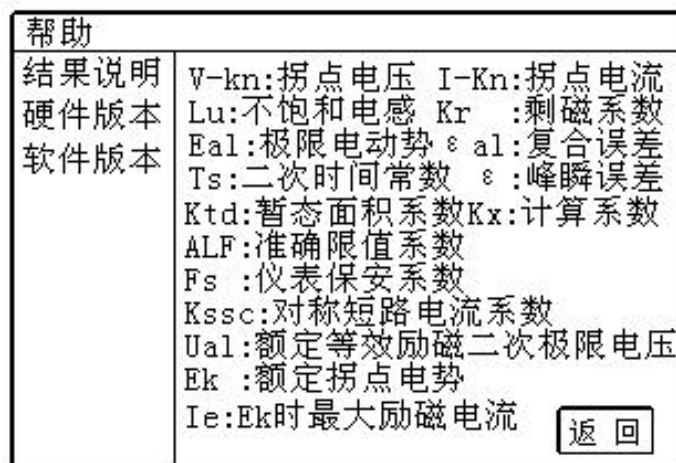 帮助
结果说明
硬件版本
软件版本
V-kn:拐点电压 I-Kn:拐点电流
Lu:不饱和电感 Kr :剩磁系数
Eal:极限电动势 εal:复合误差
Ts:二次时间常数 ε:峰瞬误差
Ktd:暂态面积系数Kx:计算系数
ALF:准确限值系数
Fs :仪表保安系数
Kssc:对称短路电流系数
Ual:额定等效励磁二次极限电压
Ek :额定拐点电势
Ie:Ek时最大励磁电流
返 回